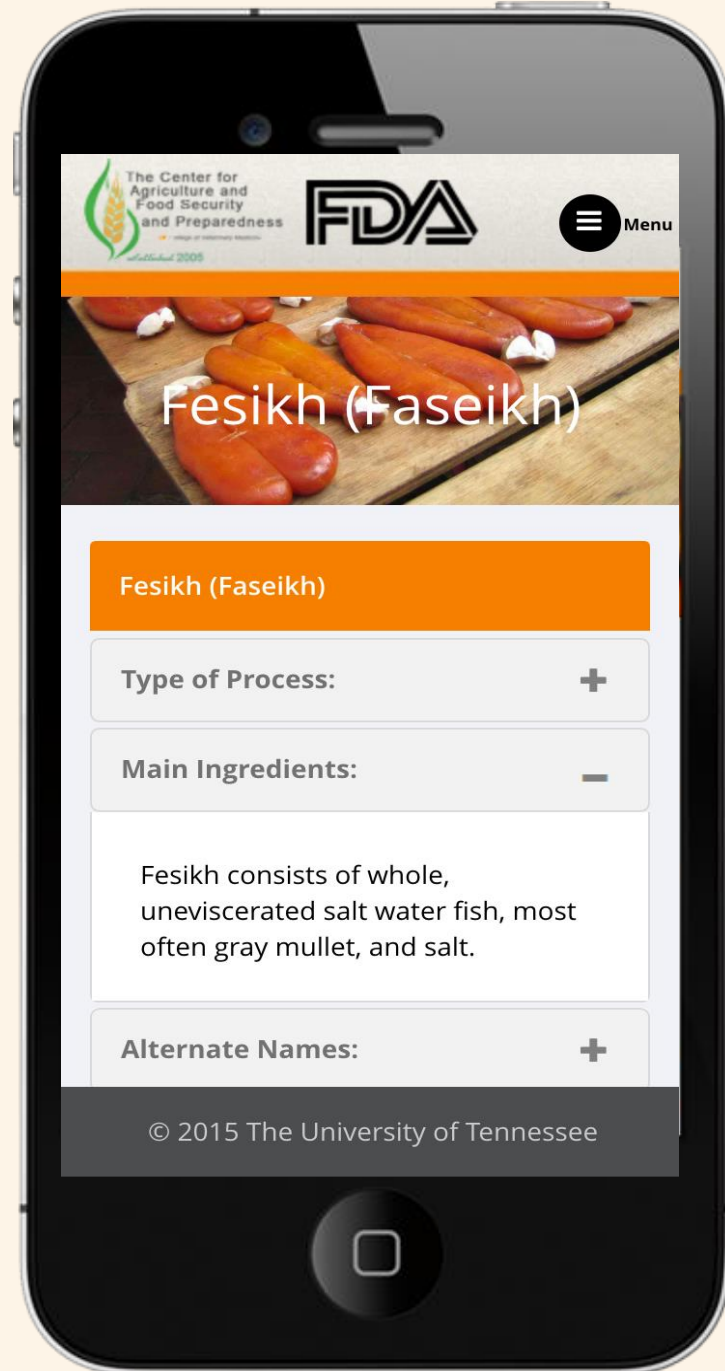 The Center for
Agriculture and
Food Security
and Preparedness
established 2005
FDA
Menu
Fesikh (Faseikh)
Fesikh (Faseikh)
Type of Process:
Main Ingredients:
Fesikh consists of whole,
uneviscerated salt water fish, most
often gray mullet, and salt.
Alternate Names:
© 2015 The University of Tennessee